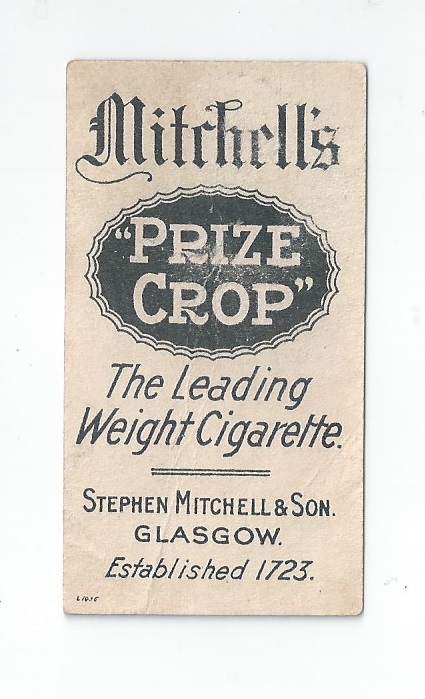 Mitchell's
"PRIZE
CROP"
The Leading
Weight Cigarette.
STEPHEN MITCHELL & SON.
GLASGOW.
Established 1723.